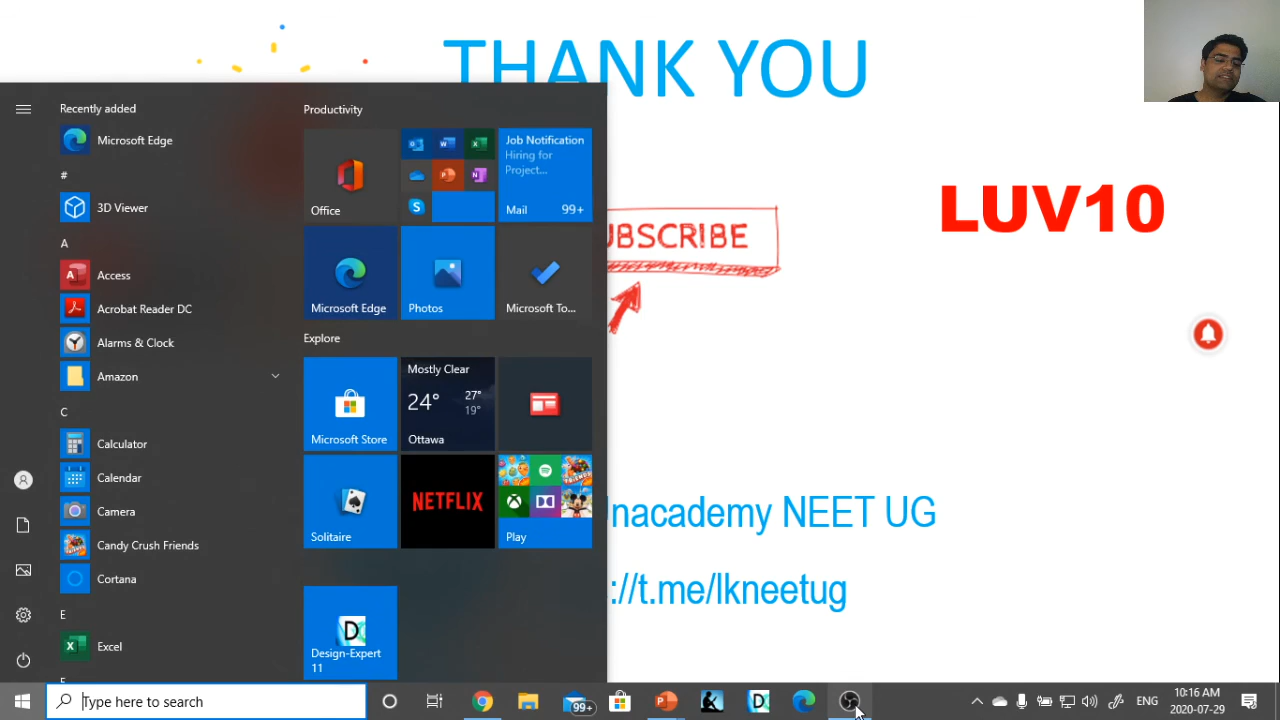 THANK YOU
LUV10
UBSCRIBE
nacademy NEET UG
://t.me/lkneetug
Recently added
Microsoft Edge
#
3D Viewer
A
Access
Acrobat Reader DC
Alarms & Clock
Amazon
C
Calculator
Calendar
Camera
Candy Crush Friends
Cortana
E
Excel
Productivity
Office
Job Notification
Hiring for
Project...
Mail 99+
Microsoft Edge
Photos
Microsoft To...
Explore
Microsoft Store
Mostly Clear
24° 27°
19°
Ottawa
Solitaire
NETFLIX
Play
Design-Expert
11
Type here to search
99+
ENG
10:16 AM
2020-07-29